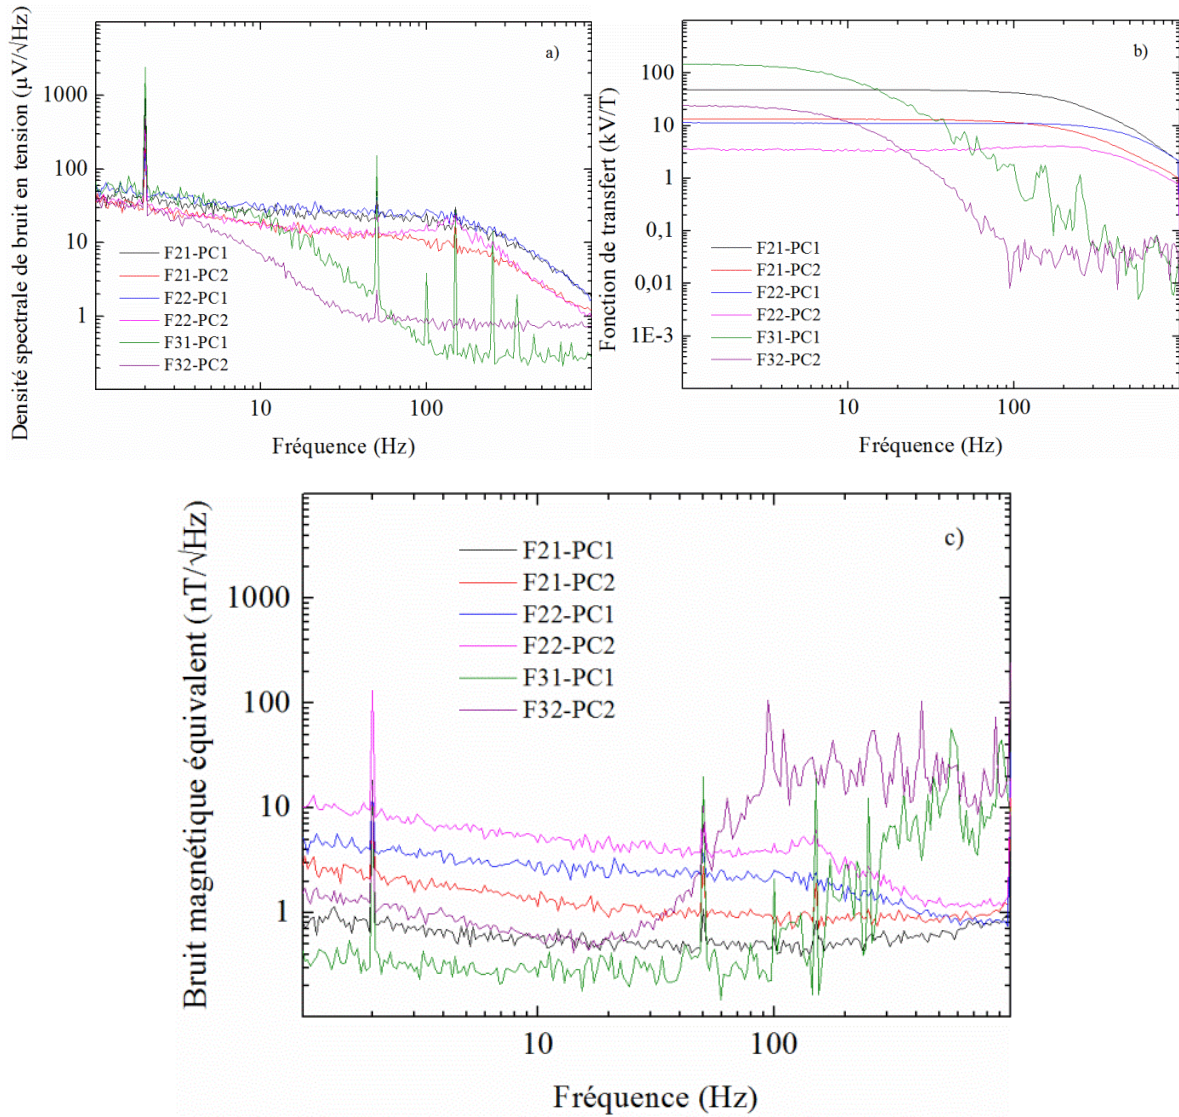 a)
Densité spectrale de bruit en tension (µV/√Hz)
1000
100
10
1
F21-PC1
F21-PC2
F22-PC1
F22-PC2
F31-PC1
F32-PC2
10
100
Fréquence (Hz)
b)
Fonction de transfert (kV/T)
100
10
1
0,1
0,01
1E-3
F21-PC1
F21-PC2
F22-PC1
F22-PC2
F31-PC1
F32-PC2
10
100
Fréquence (Hz)
c)
Bruit magnétique équivalent (nT/√Hz)
1000
100
10
1
F21-PC1
F21-PC2
F22-PC1
F22-PC2
F31-PC1
F32-PC2
10
100
Fréquence (Hz)